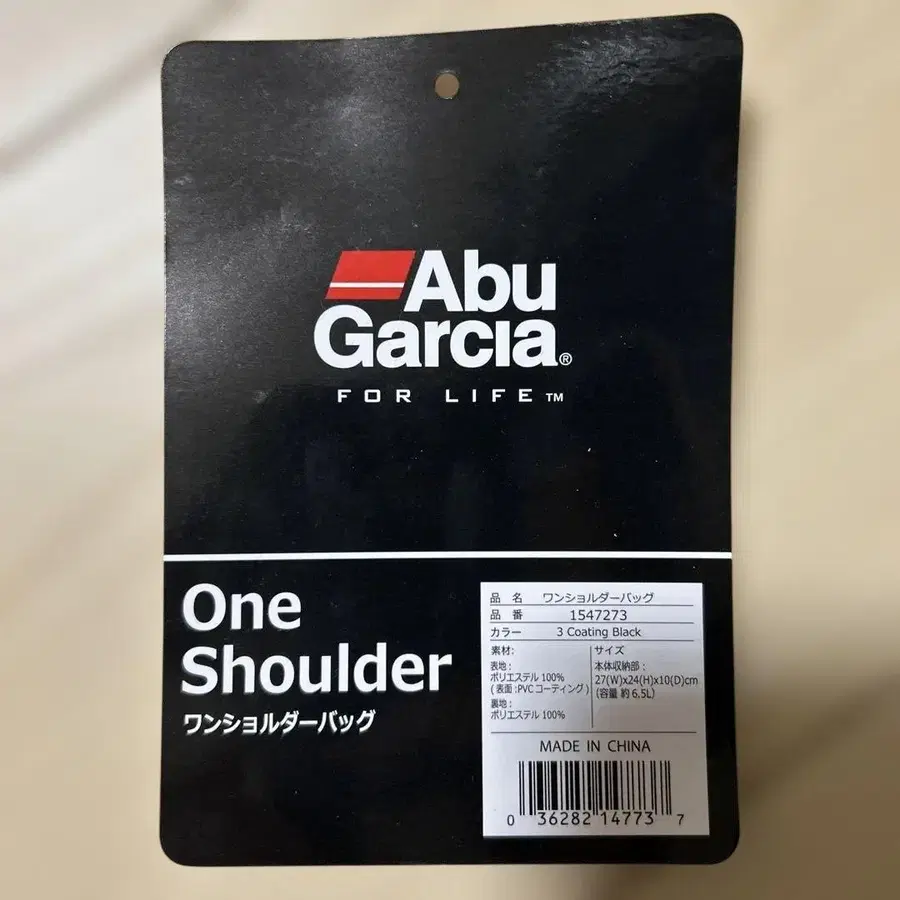 Abu
Garcia®
FOR LIFE™
One
Shoulder
ワンショルダーバッグ
品 名 ワンショルダーバッグ
品 番 1547273
カラー 3 Coating Black
素材:
表地:
ポリエステル 100%
(表面:PVCコーティング)
裏地:
ポリエステル 100%
サイズ
本体収納部:
27(W)x24(H)x10(D)cm
(容量 約 6.5L)
MADE IN CHINA
0 36282 14773 7